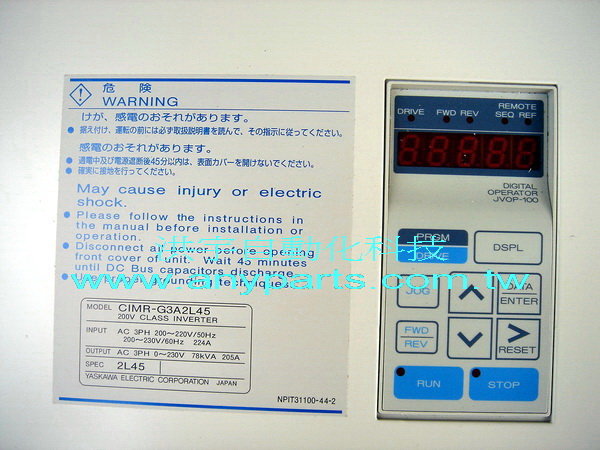 危 険
WARNING
けが、感電のおそれがあります。
● 据え付け、運転の前には必ず取扱説明書を読んで、その指示に従ってください。
感電のおそれがあります。
● 通電中及び電源遮断後45分以内は、表面カバーを開けないでください。
● 確実に接地を行ってください。
May cause injury or electric
shock.
● Please follow the instructions in
the manual before installation or
operation.
● Disconnect all power before opening
front cover of unit. Wait 45 minutes
until DC Bus capacitors discharge.
● Use proper grounding techniques.
MODEL CIMR-G3A2L45
200V CLASS INVERTER
INPUT AC 3PH 200~220V/50Hz
200~230V/60Hz 224A
OUTPUT AC 3PH 0~230V 78kVA 205A
SPEC 2L45
YASKAWA ELECTRIC CORPORATION JAPAN
NPIT31100-44-2
REMOTE
DRIVE FWD REV SEQ REF
DIGITAL
OPERATOR
JVOP-100
PRGM
DRIVE
DSPL
JOG
DATA
ENTER
FWD
REV
RESET
RUN
STOP
自動化科技
www.anyparts.com.tw